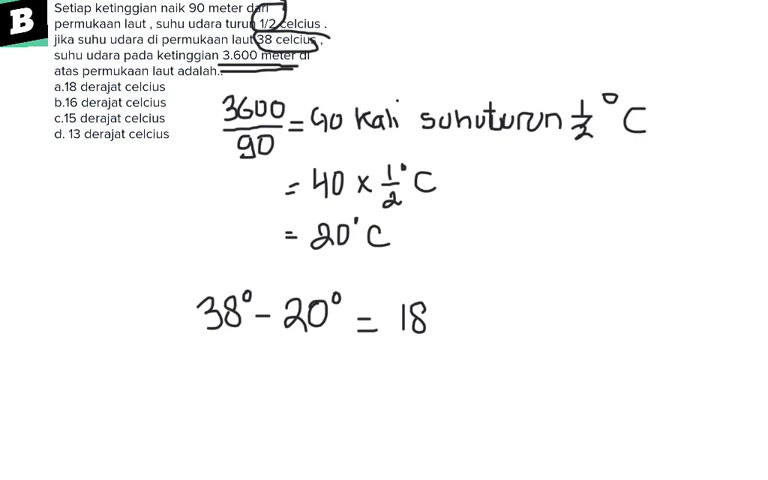 B
Setiap ketinggian naik 90 meter dari
permukaan laut , suhu udara turun 1/2 celcius .
jika suhu udara di permukaan laut 38 celcius ,
suhu udara pada ketinggian 3.600 meter di
atas permukaan laut adalah..
a.18 derajat celcius
b.16 derajat celcius
c.15 derajat celcius
d. 13 derajat celcius
3600/90 = 40 kali suhuturun 1/2 °C
= 40 x 1/2 °C
= 20°C
38° - 20° = 18